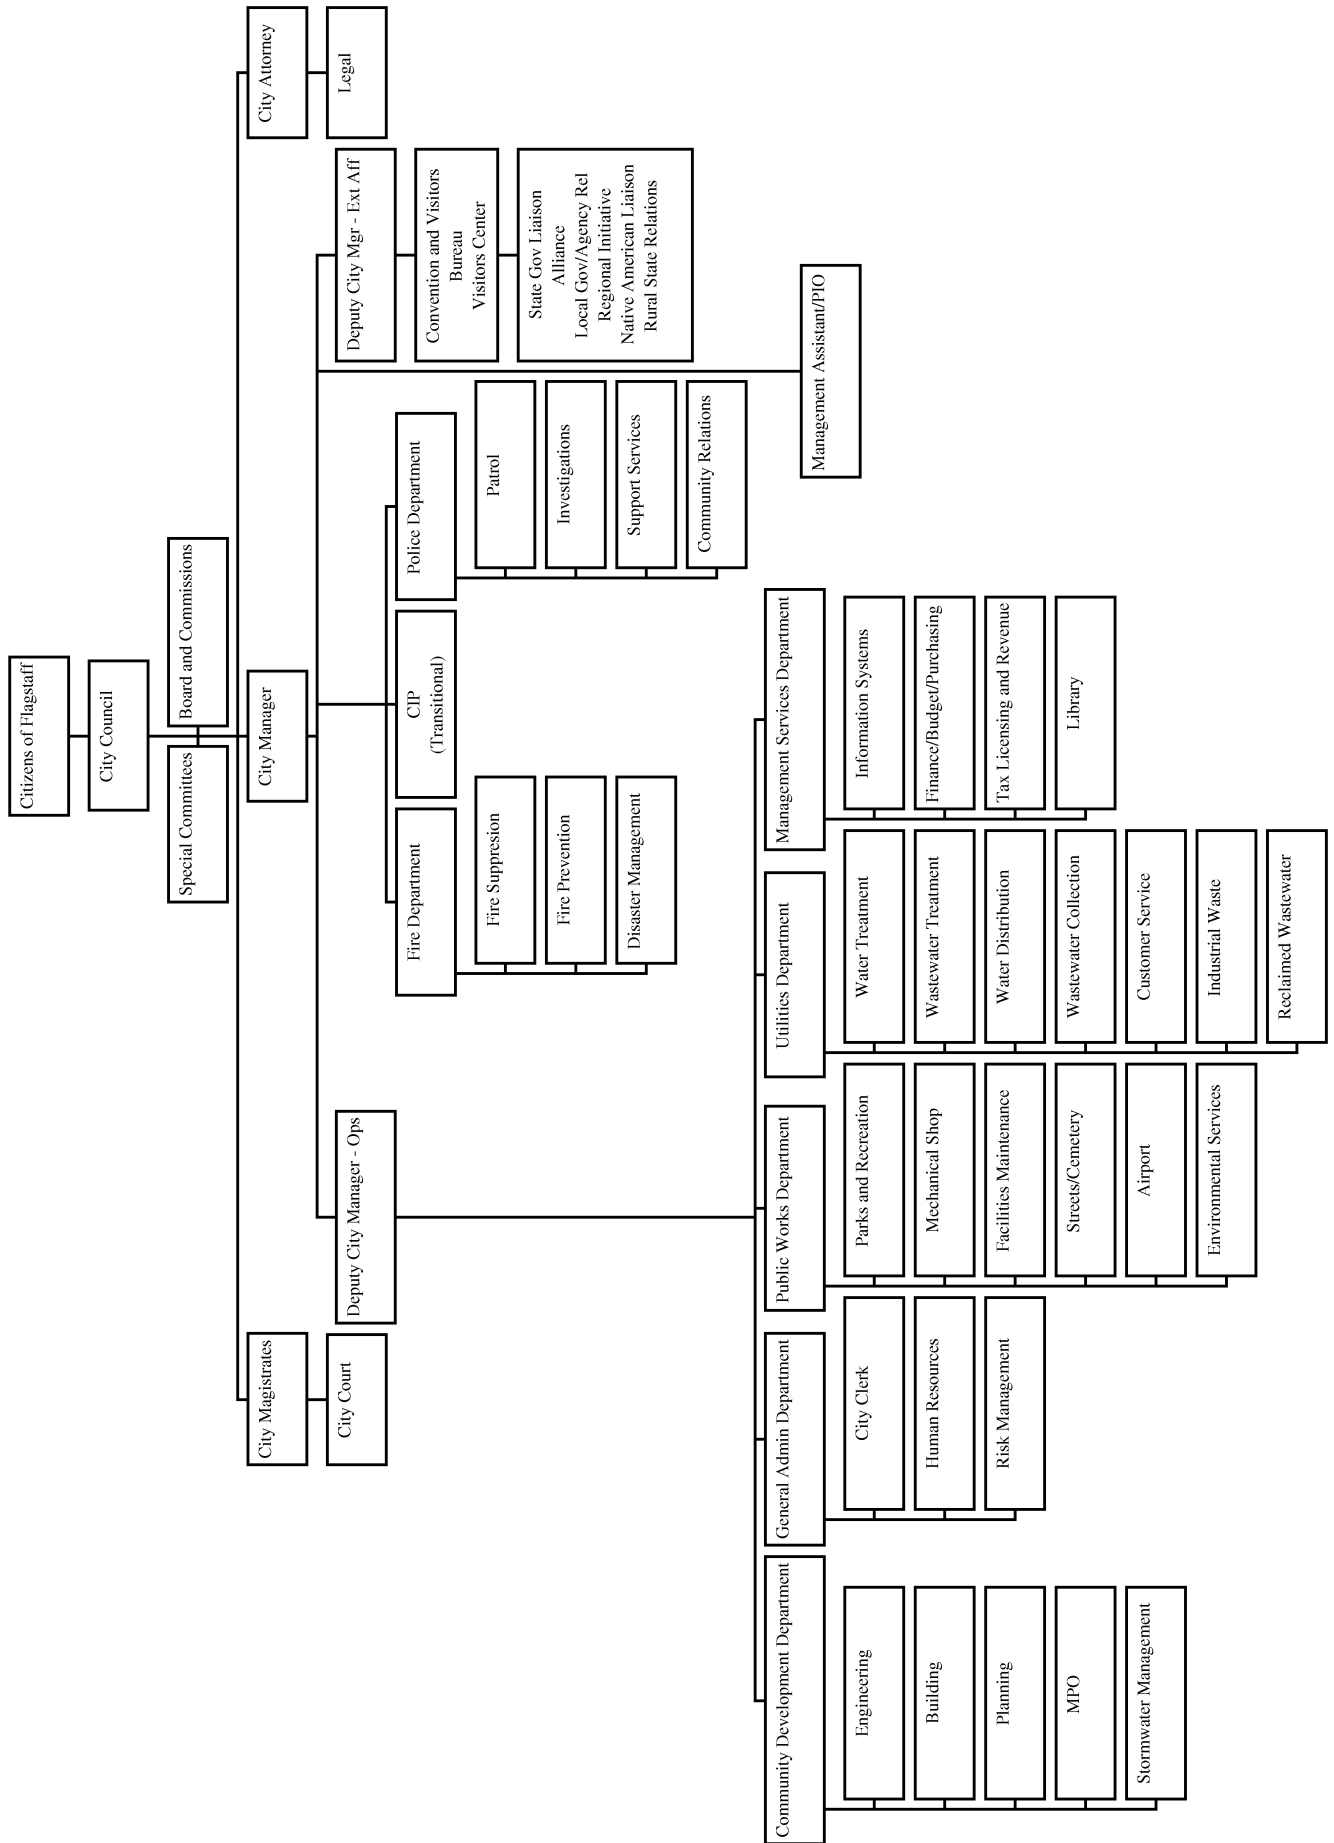 Citizens of Flagstaff
City Council
Special Committees
Board and Commissions
City Magistrates
City Court
City Manager
City Attorney
Legal
Deputy City Manager - Ops
Deputy City Mgr - Ext Aff
Convention and Visitors
Bureau
Visitors Center
State Gov Liaison
Alliance
Local Gov/Agency Rel
Regional Initiative
Native American Liaison
Rural State Relations
Fire Department
Fire Suppresion
Fire Prevention
Disaster Management
CIP
(Transitional)
Police Department
Patrol
Investigations
Support Services
Community Relations
Management Assistant/PIO
Community Development Department
Engineering
Building
Planning
MPO
Stormwater Management
General Admin Department
City Clerk
Human Resources
Risk Management
Public Works Department
Parks and Recreation
Mechanical Shop
Facilities Maintenance
Streets/Cemetery
Airport
Environmental Services
Utilities Department
Water Treatment
Wastewater Treatment
Water Distribution
Wastewater Collection
Customer Service
Industrial Waste
Reclaimed Wastewater
Management Services Department
Information Systems
Finance/Budget/Purchasing
Tax Licensing and Revenue
Library